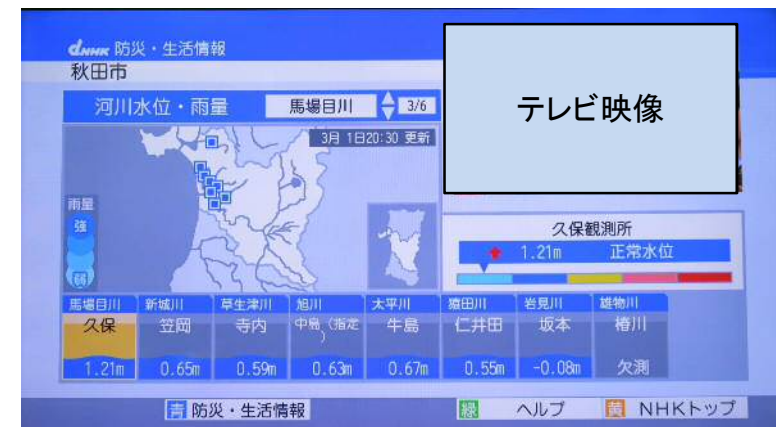 dNHK 防災・生活情報
秋田市
テレビ映像
河川水位・雨量
馬場目川
3/6
3月 1日20:30 更新
雨量
強
弱
久保観測所
1.21m 正常水位
馬場目川 新城川 草生津川 旭川 太平川 猿田川 岩見川 雄物川
久保 笠岡 寺内 中島(指定) 牛島 仁井田 坂本 椿川
1.21m 0.65m 0.59m 0.63m 0.67m 0.55m -0.08m 欠測
青 防災・生活情報 緑 ヘルプ 黄 NHKトップ